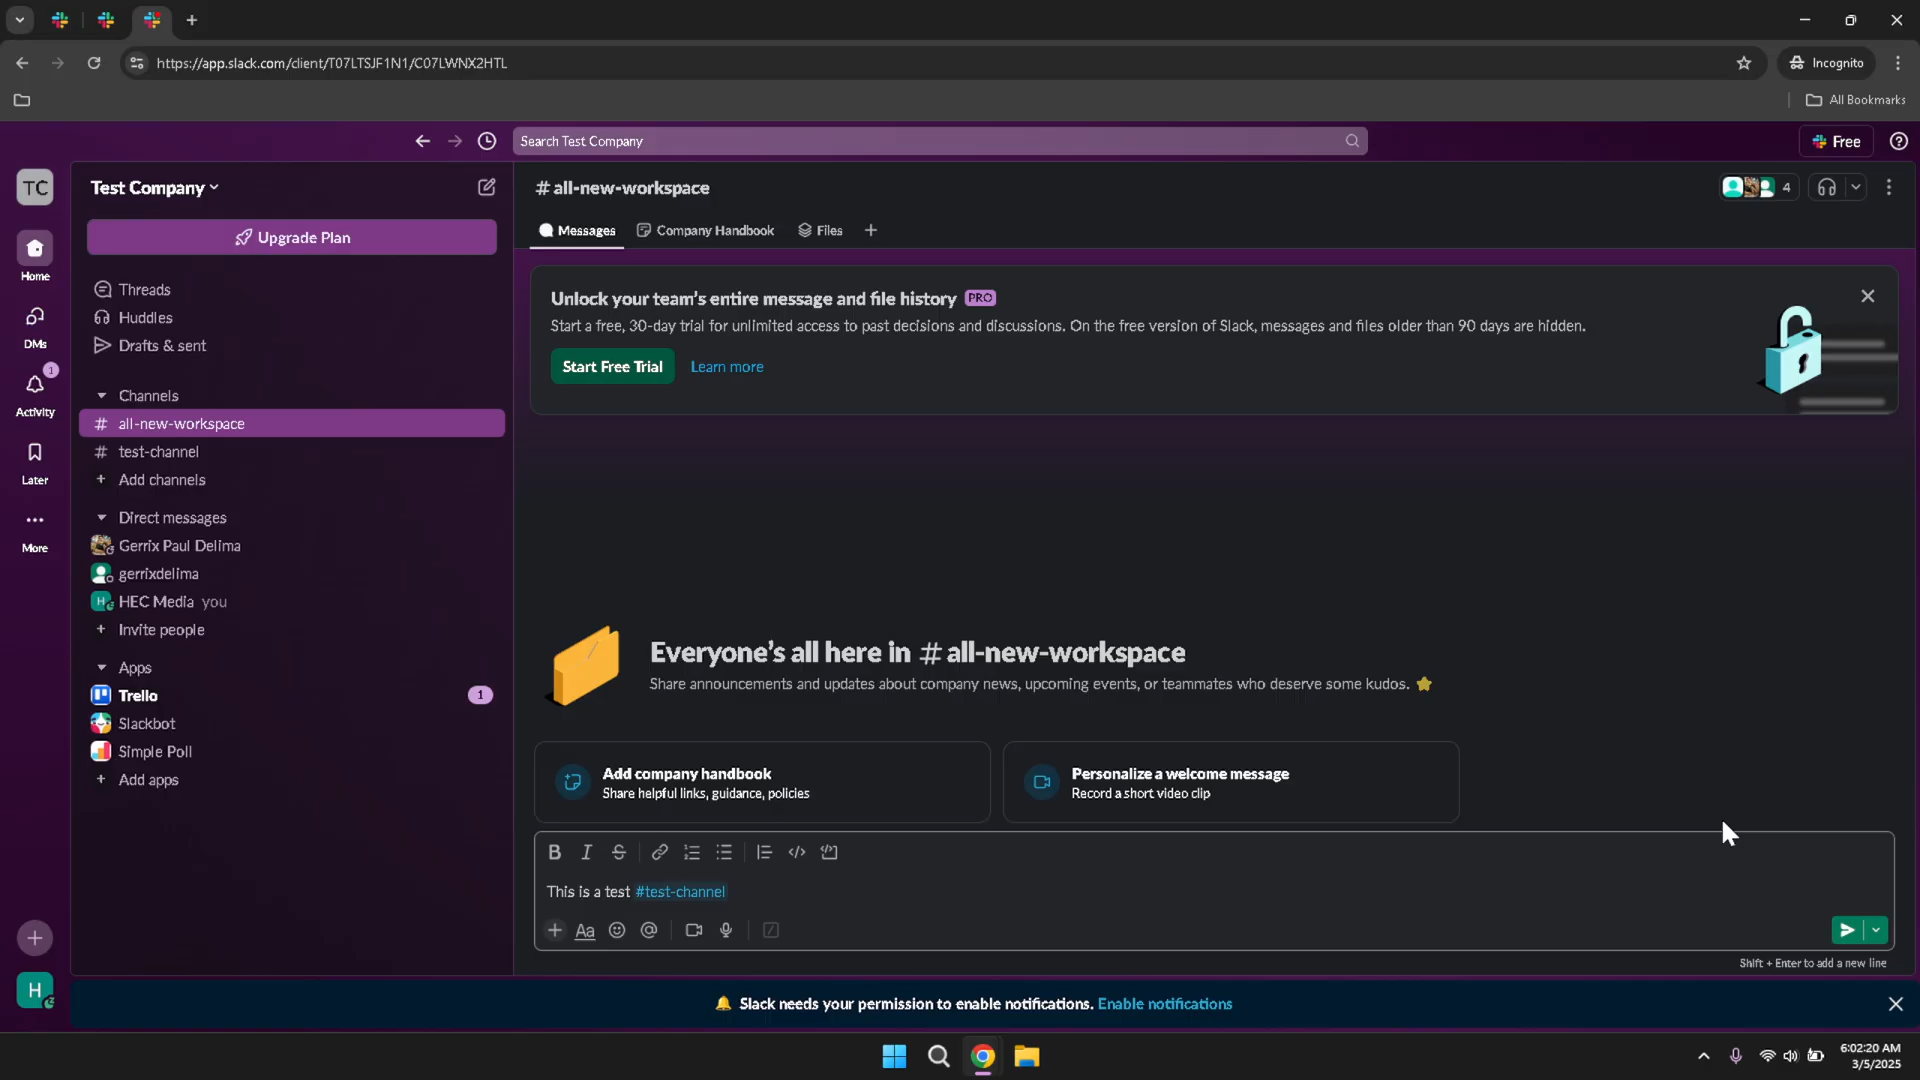 https://app.slack.com/client/T07LTSJF1N1/C07LWNX2HTL
Incognito
All Bookmarks
Search Test Company
Free
TC
Test Company
Upgrade Plan
Home
DMs
1
Activity
Later
More
Threads
Huddles
Drafts & sent
Channels
# all-new-workspace
# test-channel
+ Add channels
Direct messages
Gerrix Paul Delima
gerrixdelima
H HEC Media you
+ Invite people
Apps
Trello 1
Slackbot
Simple Poll
+ Add apps
H
# all-new-workspace
4
Messages
Company Handbook
Files
Unlock your team's entire message and file history PRO
Start a free, 30-day trial for unlimited access to past decisions and discussions. On the free version of Slack, messages and files older than 90 days are hidden.
Start Free Trial
Learn more
Everyone's all here in # all-new-workspace
Share announcements and updates about company news, upcoming events, or teammates who deserve some kudos.
Add company handbook
Share helpful links, guidance, policies
Personalize a welcome message
Record a short video clip
B I S
This is a test #test-channel
Aa
Shift + Enter to add a new line
Slack needs your permission to enable notifications. Enable notifications
6:02:20 AM
3/5/2025